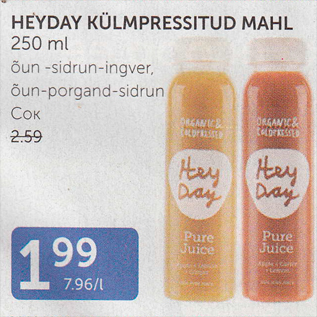 HEYDAY KÜLMPRESSITUD MAHL
250 ml
õun -sidrun-ingver,
õun-porgand-sidrun
Сок
2.59
1 99
7.96/l
ORGANIC &
COLDPRESSED
Hey
Day
Pure
Juice
ORGANIC &
COLDPRESSED
Hey
Day
Pure
Juice